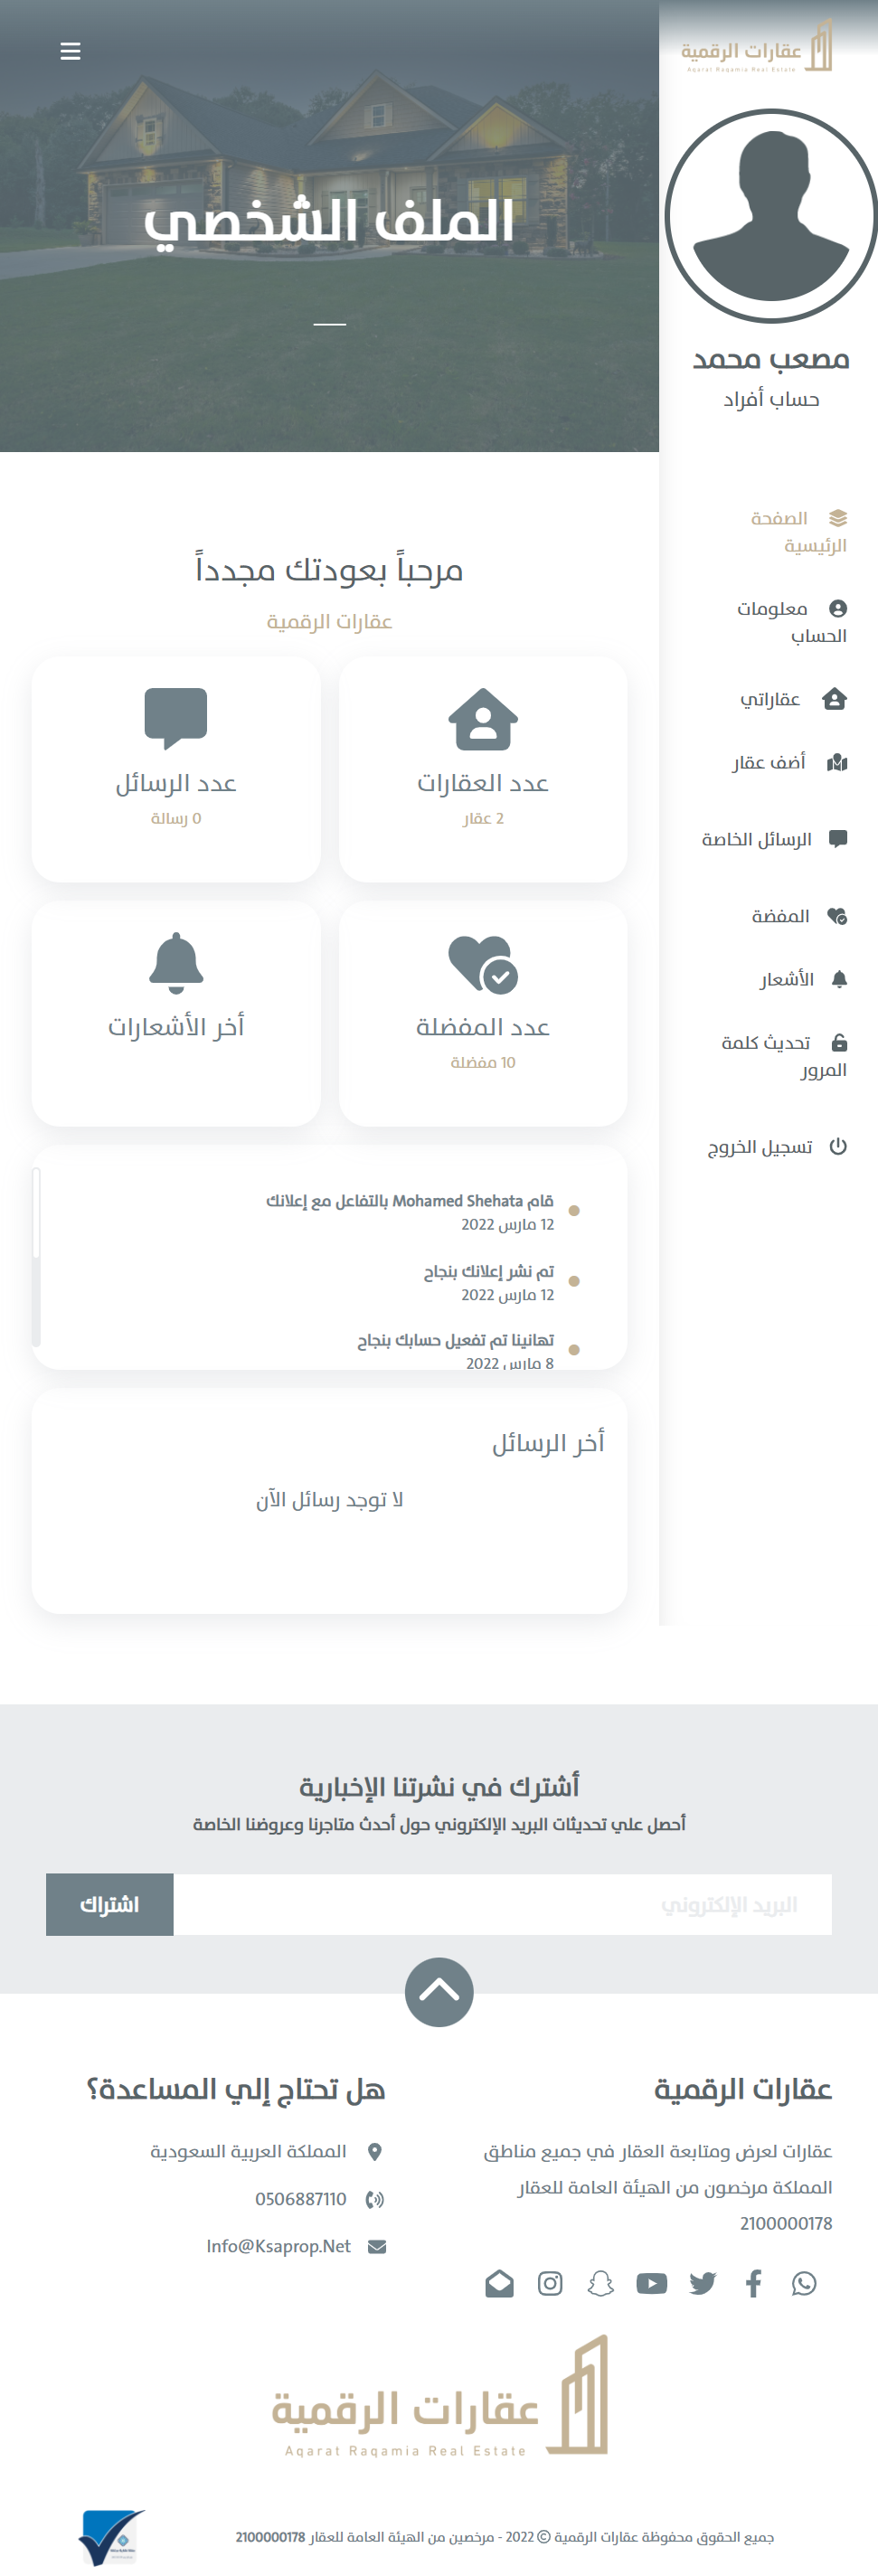 عقارات الرقمية
Aqarat Raqamia Real Estate
الملف الشخصي
مصعب محمد
حساب أفراد
الصفحة
الرئيسية
معلومات
الحساب
عقاراتي
أضف عقار
الرسائل الخاصة
المفضة
الأشعار
تحديث كلمة
المرور
تسجيل الخروج
مرحباً بعودتك مجدداً
عقارات الرقمية
عدد العقارات
2 عقار
عدد الرسائل
0 رسالة
عدد المفضلة
10 مفضلة
أخر الأشعارات
قام Mohamed Shehata بالتفاعل مع إعلانك
12 مارس 2022
تم نشر إعلانك بنجاح
12 مارس 2022
تهانينا تم تفعيل حسابك بنجاح
8 مارس 2022
أخر الرسائل
لا توجد رسائل الآن
أشترك في نشرتنا الإخبارية
أحصل علي تحديثات البريد الإلكتروني حول أحدث متاجرنا وعروضنا الخاصة
البريد الإلكتروني
اشتراك
عقارات الرقمية
عقارات لعرض ومتابعة العقار في جميع مناطق
المملكة مرخصون من الهيئة العامة للعقار
2100000178
هل تحتاج إلي المساعدة؟
المملكة العربية السعودية
0506887110
Info@Ksaprop.Net
عقارات الرقمية
Aqarat Raqamia Real Estate
جميع الحقوق محفوظة عقارات الرقمية © 2022 - مرخصين من الهيئة العامة للعقار 2100000178